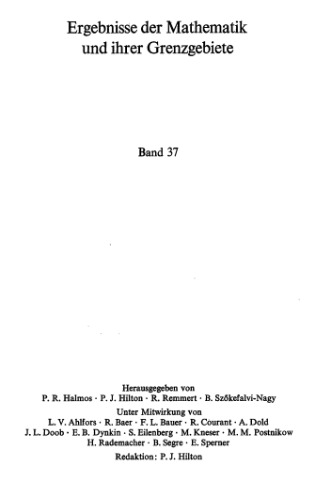 Ergebnisse der Mathematik
und ihrer Grenzgebiete
Band 37
Herausgegeben von
P. R. Halmos · P. J. Hilton · R. Remmert · B. Szőkefalvi-Nagy
Unter Mitwirkung von
L. V. Ahlfors · R. Baer · F. L. Bauer · R. Courant · A. Dold
J. L. Doob · E. B. Dynkin · S. Eilenberg · M. Kneser · M. M. Postnikow
H. Rademacher · B. Segre · E. Sperner
Redaktion: P. J. Hilton